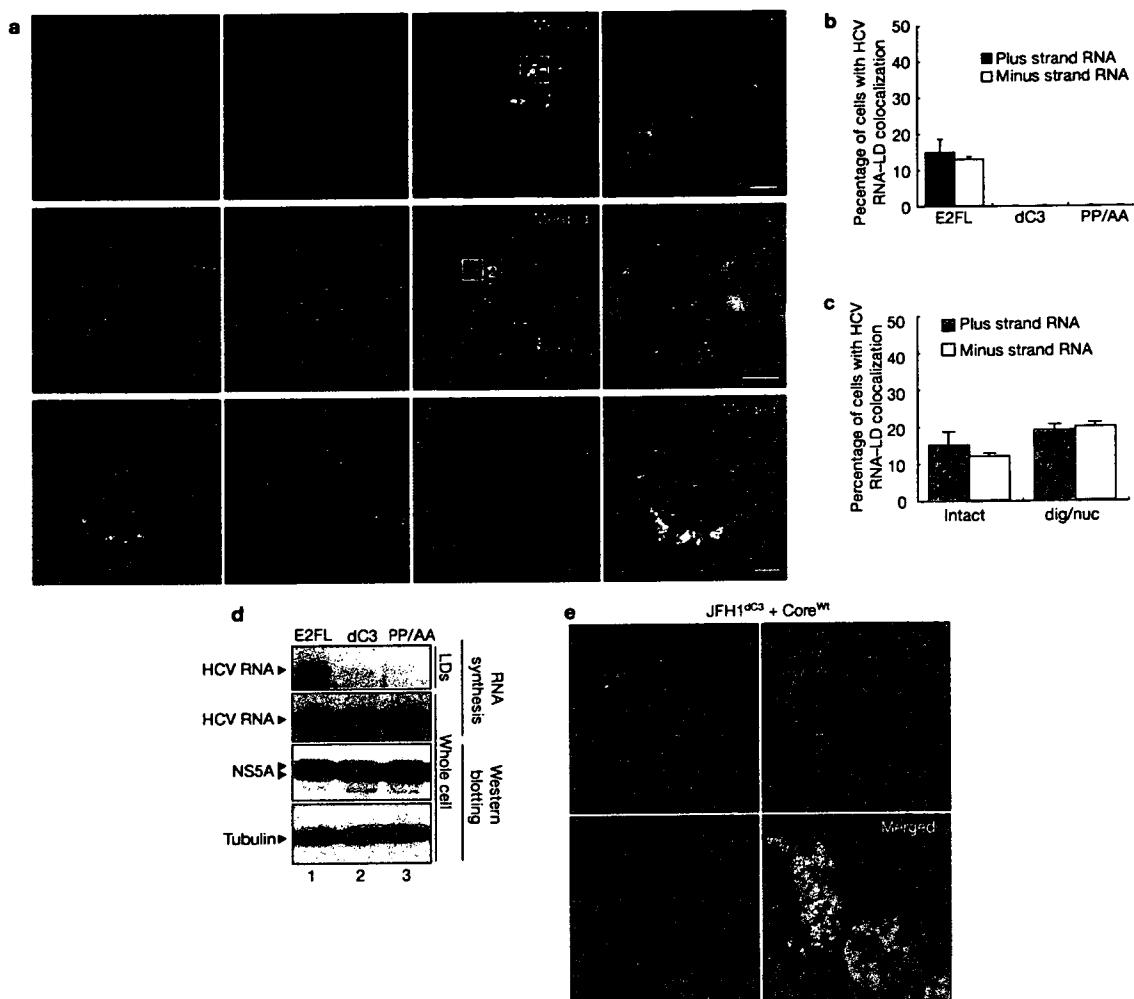 a
2
Merged
b
Pecentage of cells with HCV
RNA–LD colocalization
50
40
30
20
10
0
Plus strand RNA
Minus strand RNA
E2FL dC3 PP/AA
c
Percentage of cells with HCV
RNA–LD colocalization
50
40
30
20
10
0
Plus strand RNA
Minus strand RNA
Intact dig/nuc
d
E2FL dC3 PP/AA
HCV RNA
HCV RNA
NS5A
Tubulin
1 2 3
LDs
Whole cell
RNA
synthesis
Western
blotting
e
JFH1dC3 + CoreWt
Merged